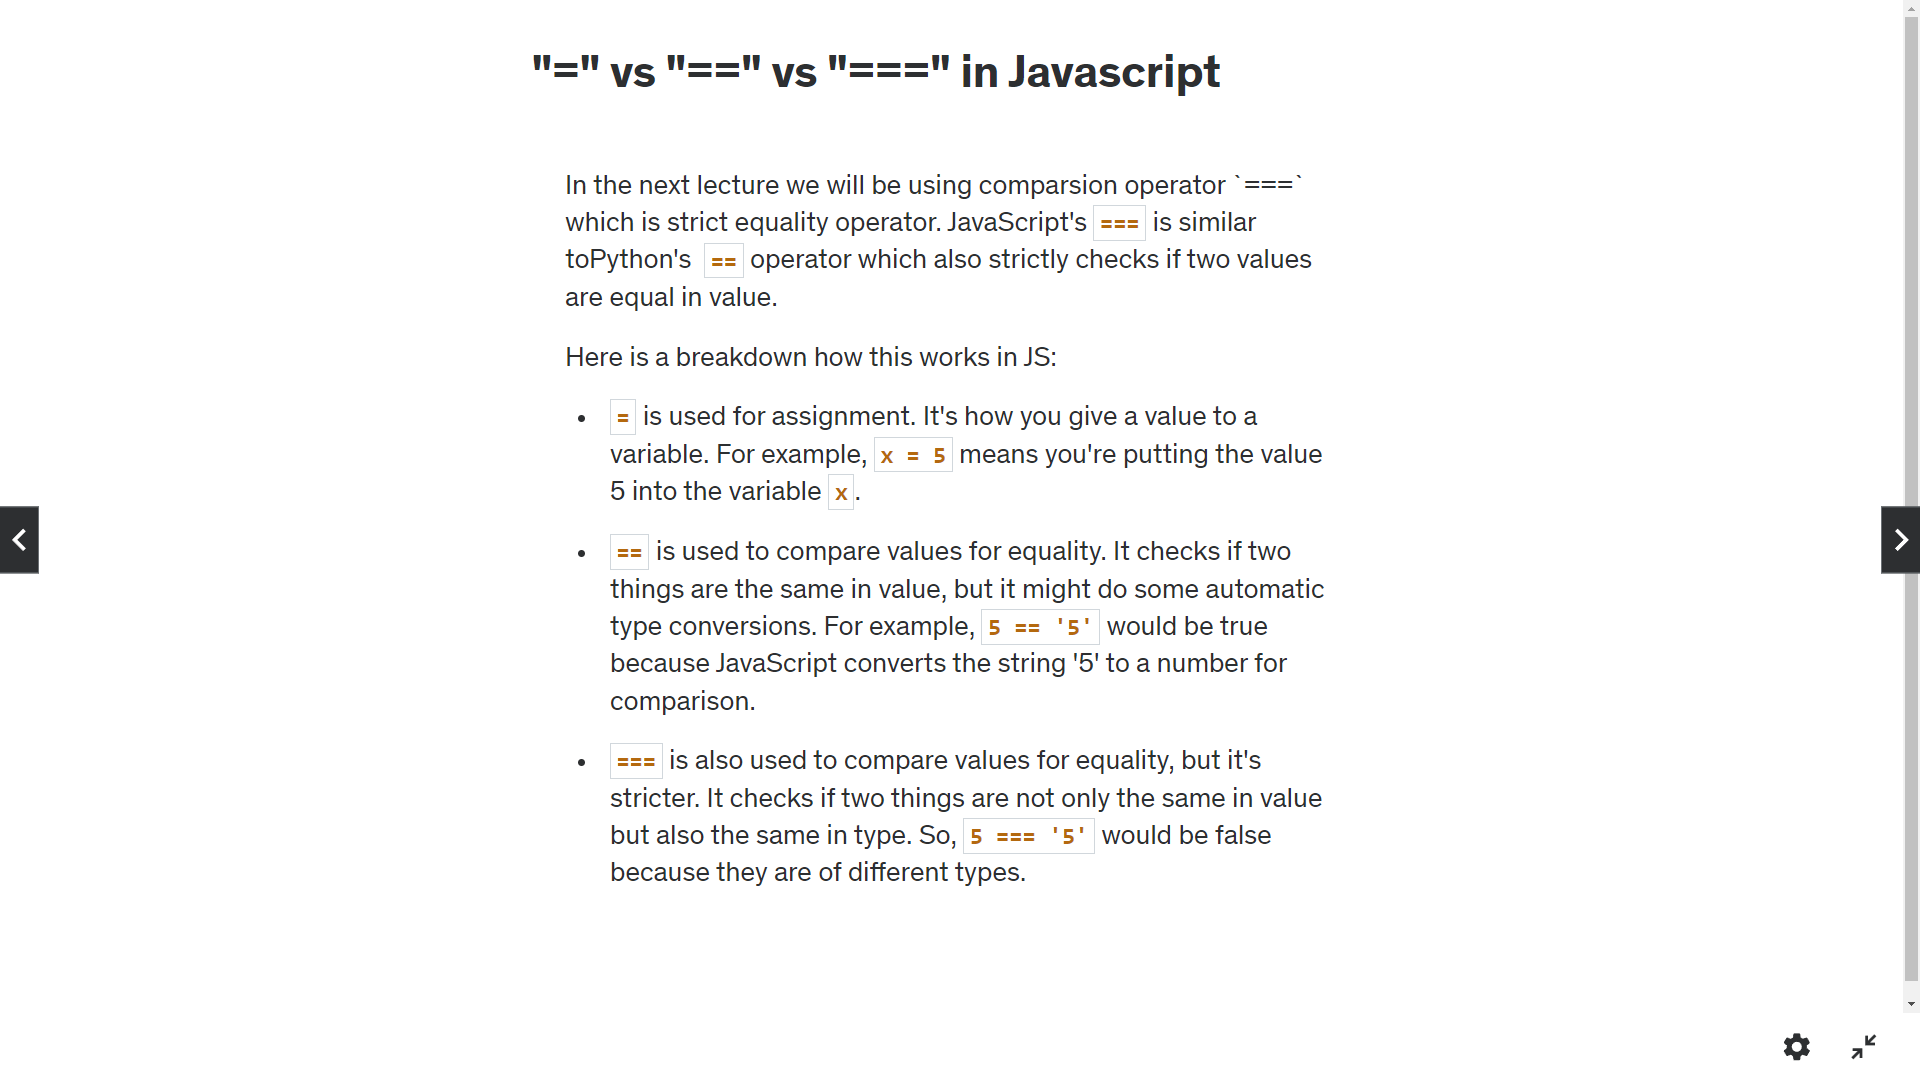 "=" vs "==" vs "===" in Javascript
In the next lecture we will be using comparsion operator `===`
which is strict equality operator. JavaScript's === is similar
toPython's == operator which also strictly checks if two values
are equal in value.
Here is a breakdown how this works in JS:
• = is used for assignment. It's how you give a value to a
variable. For example, x = 5 means you're putting the value
5 into the variable x.
• == is used to compare values for equality. It checks if two
things are the same in value, but it might do some automatic
type conversions. For example, 5 == '5' would be true
because JavaScript converts the string '5' to a number for
comparison.
• === is also used to compare values for equality, but it's
stricter. It checks if two things are not only the same in value
but also the same in type. So, 5 === '5' would be false
because they are of different types.